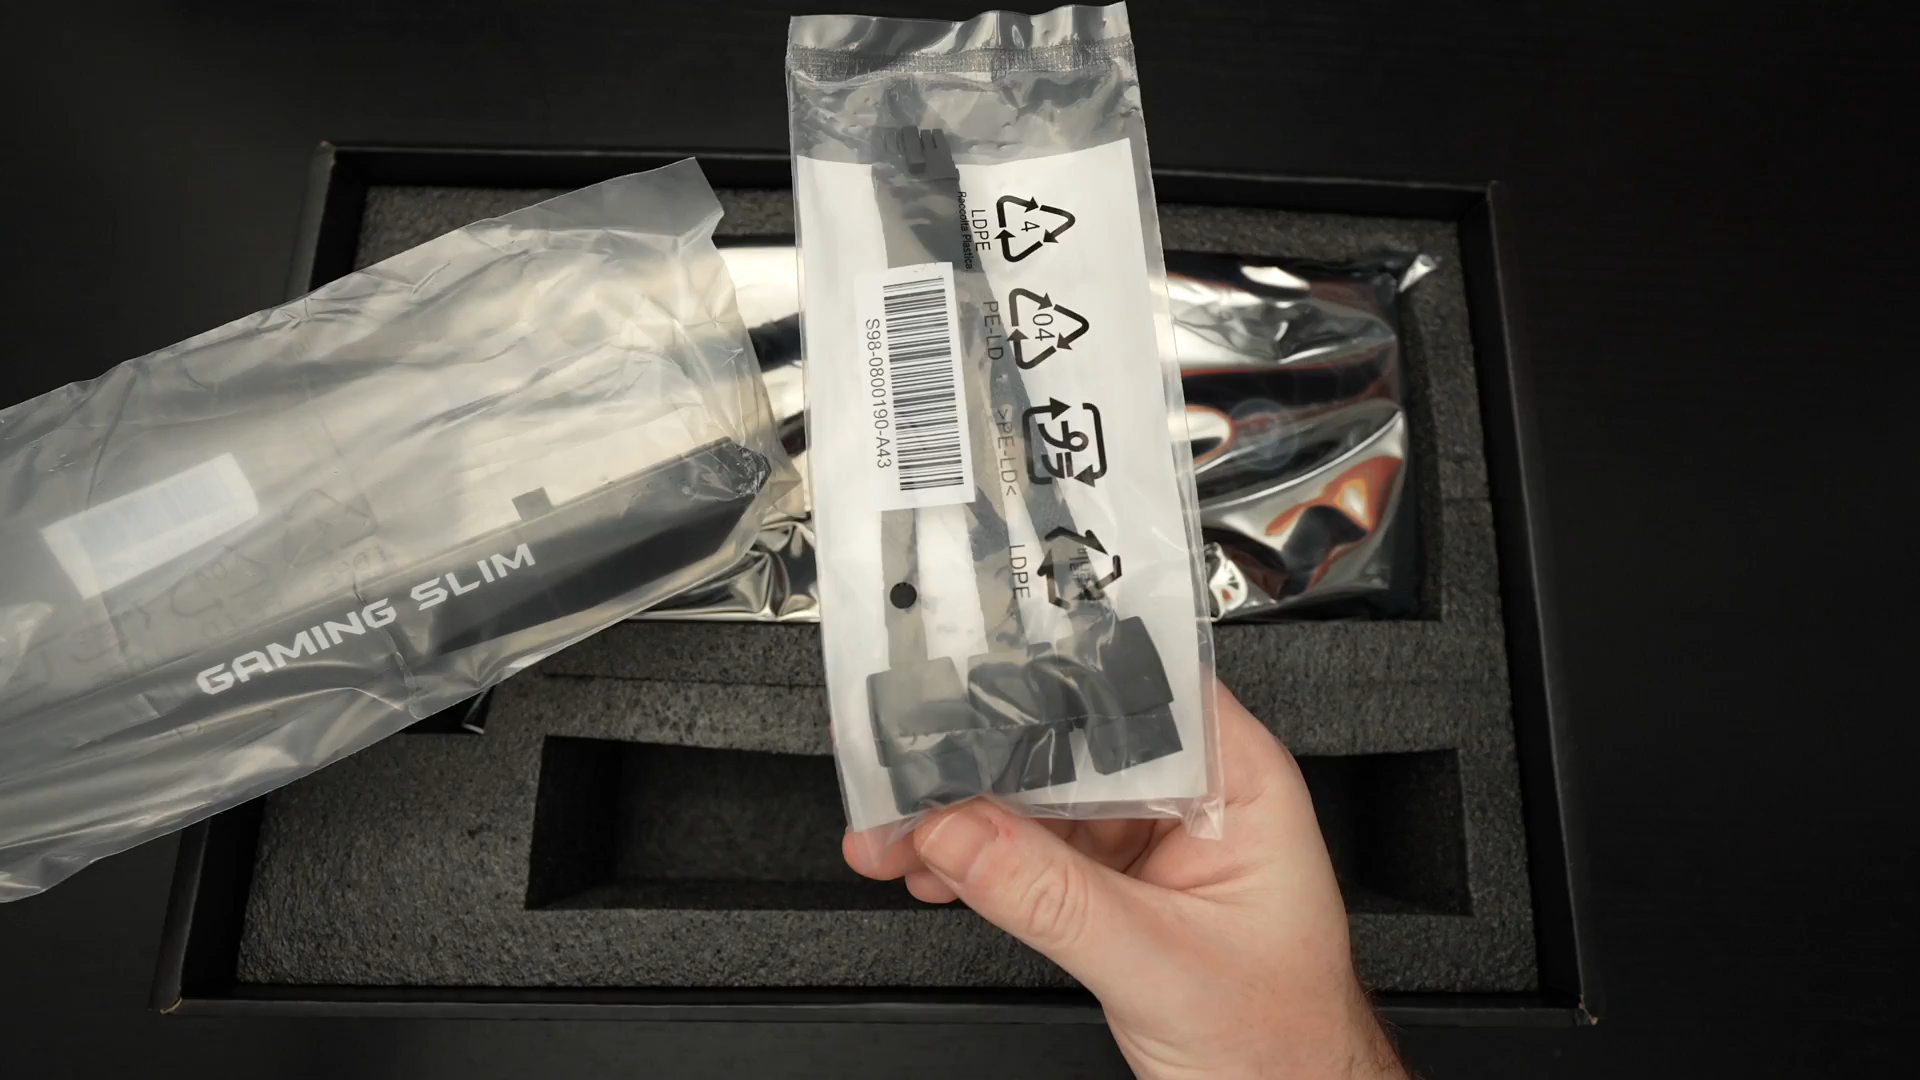 GAMING SLIM
4
LDPE
Raccolta Plastica
04
PE-LD
>PE-LD<
S98-0800190-A43
LDPE